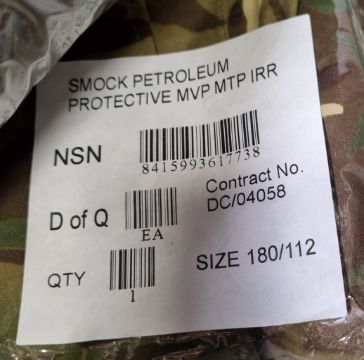 SMOCK PETROLEUM
PROTECTIVE MVP MTP IRR
NSN
8415993617738
Contract No.
DC/04058
D of Q
EA
QTY
1
SIZE 180/112